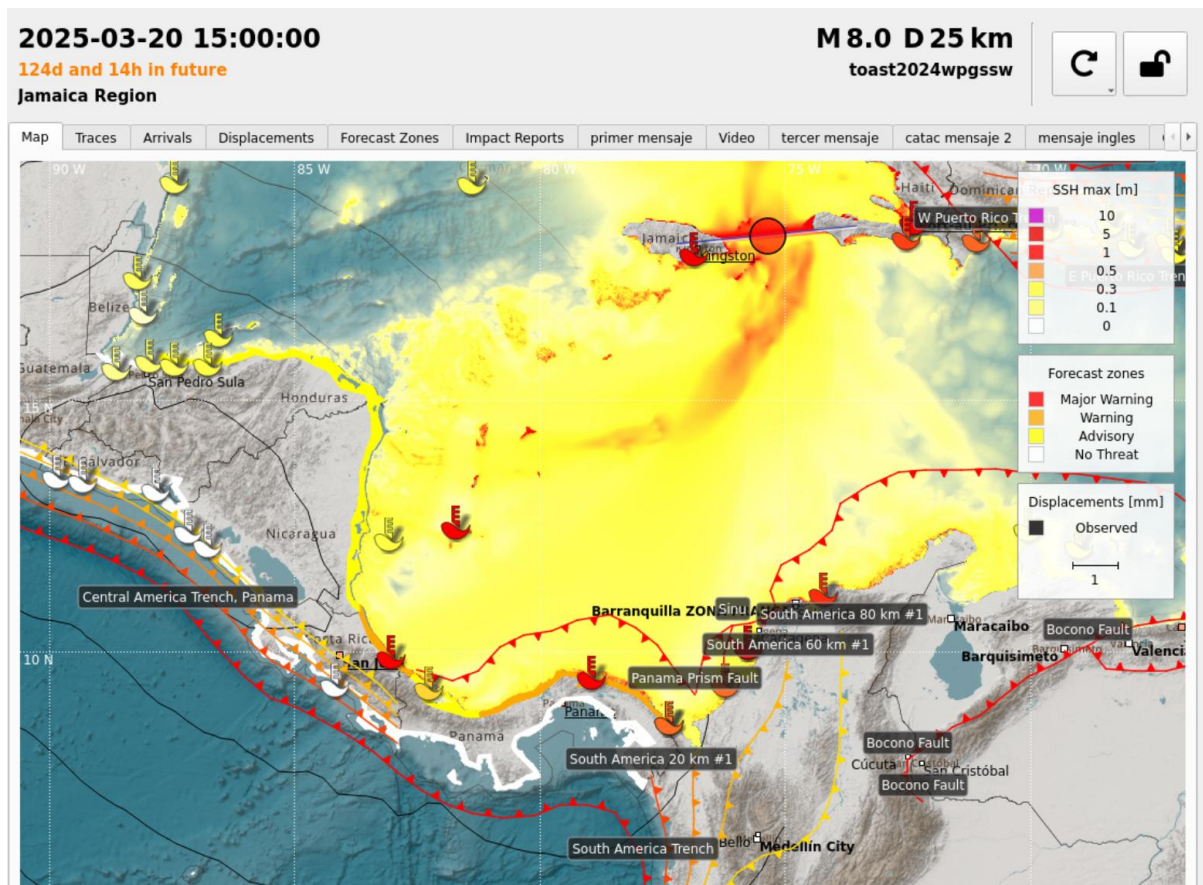 2025-03-20 15:00:00
M 8.0 D 25 km
124d and 14h in future
toast2024wpgssw
Jamaica Region
Map Traces Arrivals Displacements Forecast Zones Impact Reports primer mensaje Video tercer mensaje catac mensaje 2 mensaje ingles
90 W 85 W 80 W 75 W 70 W
SSH max [m]
10
5
1
0.5
0.3
0.1
0
Haiti Dominican
W Puerto Rico
E Puerto Rico Tren
Jamaic
Kingston
Belize
Guatemala
San Pedro Sula
Honduras
15 N
Salvador
Forecast zones
Major Warning
Warning
Advisory
No Threat
Displacements [mm]
Observed
1
Nicaragua
Central America Trench, Panama
Barranquilla
Sinu
South America 80 km #1
South America 60 km #1
Maracaibo
Bocono Fault
Barquisimeto
Valencia
10 N
Panama Prism Fault
Panama
South America 20 km #1
Bocono Fault
Cúcuta
San Cristóbal
Bocono Fault
South America Trench
Bello
Medellín City